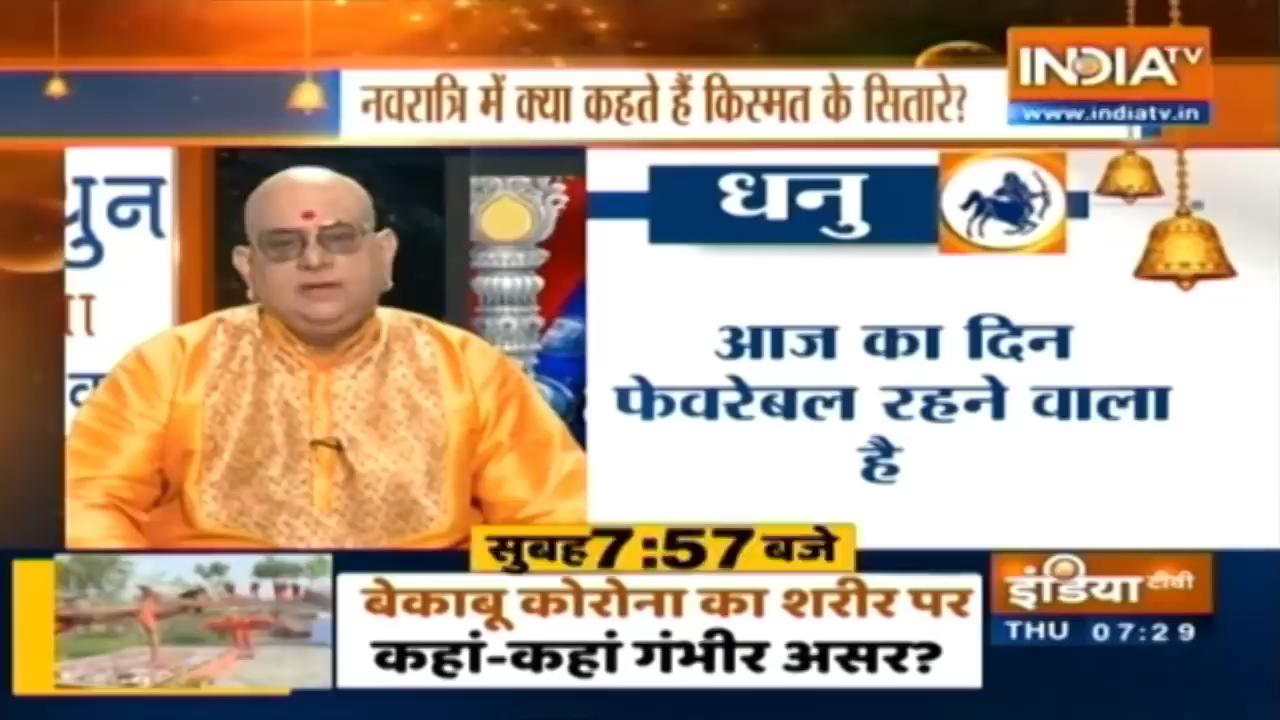 नवरात्रि में क्या कहते हैं किस्मत के सितारे?
INDIA TV
www.indiatv.in
धनु
आज का दिन
फेवरेबल रहने वाला
है
सुबह 7:57 बजे
बेकाबू कोरोना का शरीर पर
कहां-कहां गंभीर असर?
इंडिया टीवी
THU 07:29